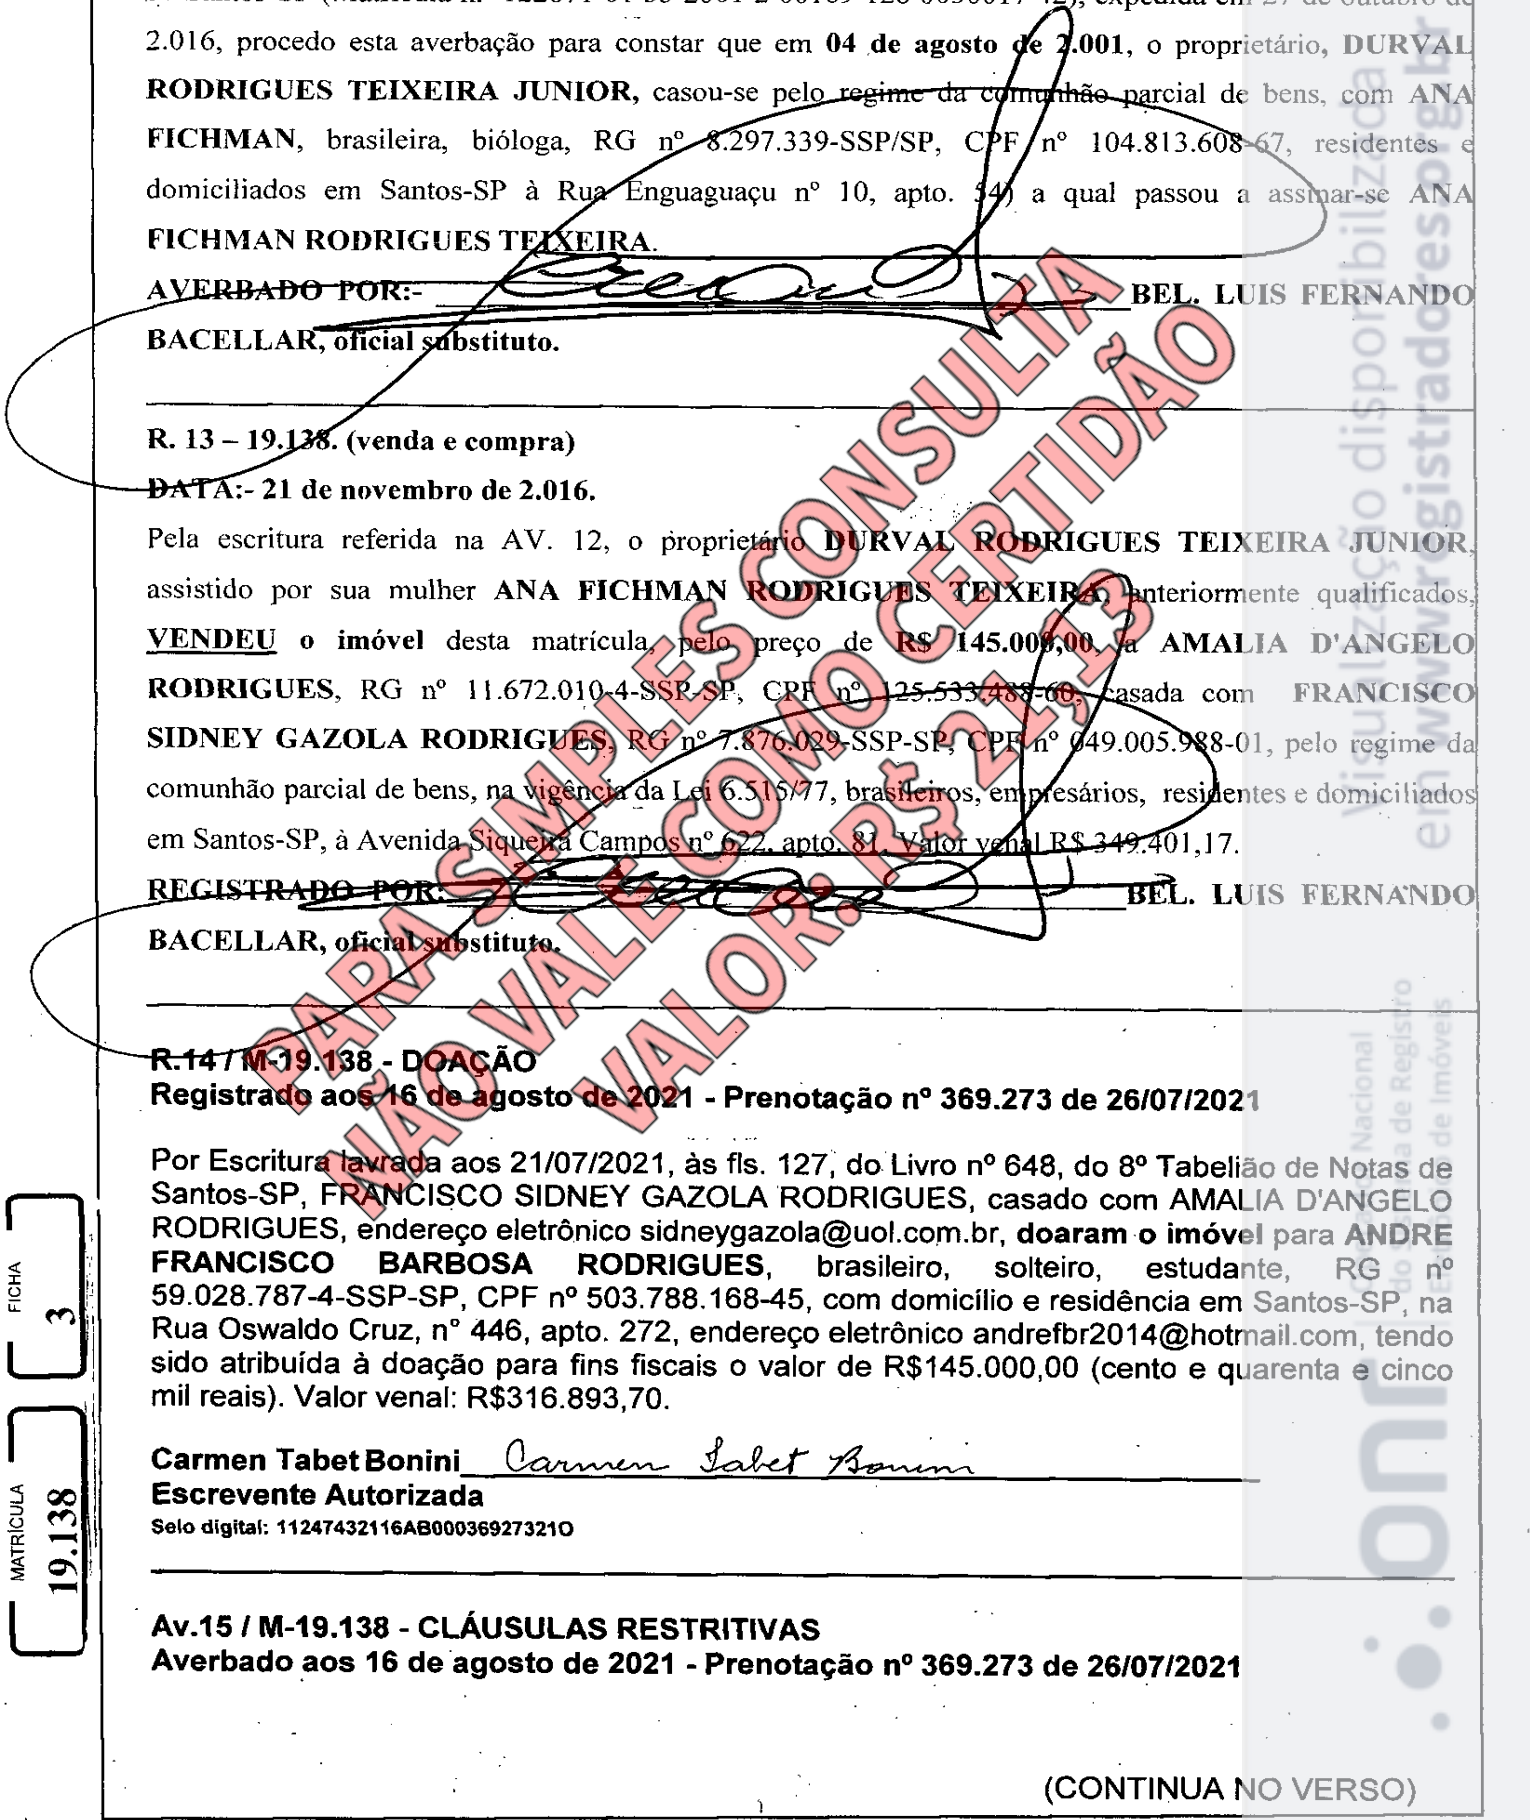 2.016, procedo esta averbação para constar que em 04 de agosto de 2.001, o proprietário, DURVAL
RODRIGUES TEIXEIRA JUNIOR, casou-se pelo regime da comunhão parcial de bens, com ANA
FICHMAN, brasileira, bióloga, RG nº 8.297.339-SSP/SP, CPF nº 104.813.608-67, residentes e
domiciliados em Santos-SP à Rua Enguaguaçu nº 10, apto. 54) a qual passou a assinar-se ANA
FICHMAN RODRIGUES TEIXEIRA.
AVERBADO POR:- BEL. LUIS FERNANDO
BACELLAR, oficial substituto.
R. 13 – 19.138. (venda e compra)
DATA:- 21 de novembro de 2.016.
Pela escritura referida na AV. 12, o proprietário DURVAL RODRIGUES TEIXEIRA JUNIOR,
assistido por sua mulher ANA FICHMAN RODRIGUES TEIXEIRA, anteriormente qualificados,
VENDEU o imóvel desta matrícula, pelo preço de R$ 145.000,00, a AMALIA D'ANGELO
RODRIGUES, RG nº 11.672.010-4-SSP-SP, CPF nº 125.533.488-60, casada com FRANCISCO
SIDNEY GAZOLA RODRIGUES, RG nº 7.876.029-SSP-SP, CPF nº 049.005.988-01, pelo regime da
comunhão parcial de bens, na vigência da Lei 6.515/77, brasileiros, empresários, residentes e domiciliados
em Santos-SP, à Avenida Siqueira Campos nº 622, apto. 81. Valor venal R$ 349.401,17.
REGISTRADO POR: BEL. LUIS FERNANDO
BACELLAR, oficial substituto.
R.14 / M-19.138 - DOAÇÃO
Registrado aos 16 de agosto de 2021 - Prenotação nº 369.273 de 26/07/2021
Por Escritura lavrada aos 21/07/2021, às fls. 127, do Livro nº 648, do 8º Tabelião de Notas de
Santos-SP, FRANCISCO SIDNEY GAZOLA RODRIGUES, casado com AMALIA D'ANGELO
RODRIGUES, endereço eletrônico sidneygazola@uol.com.br, doaram o imóvel para ANDRE
FRANCISCO BARBOSA RODRIGUES, brasileiro, solteiro, estudante, RG nº
59.028.787-4-SSP-SP, CPF nº 503.788.168-45, com domicílio e residência em Santos-SP, na
Rua Oswaldo Cruz, nº 446, apto. 272, endereço eletrônico andrefbr2014@hotmail.com, tendo
sido atribuída à doação para fins fiscais o valor de R$145.000,00 (cento e quarenta e cinco
mil reais). Valor venal: R$316.893,70.
Carmen Tabet Bonini Carmen Tabet Bonini
Escrevente Autorizada
Selo digital: 11247432116AB00036927321O
Av.15 / M-19.138 - CLÁUSULAS RESTRITIVAS
Averbado aos 16 de agosto de 2021 - Prenotação nº 369.273 de 26/07/2021
(CONTINUA NO VERSO)
FICHA
3
MATRÍCULA
19.138
PARA SIMPLES CONSULTA
NÃO VALE COMO CERTIDÃO
VALOR: R$ 21,13
Visualização disponibilizada
em www.registradores.onr.org.br
onr